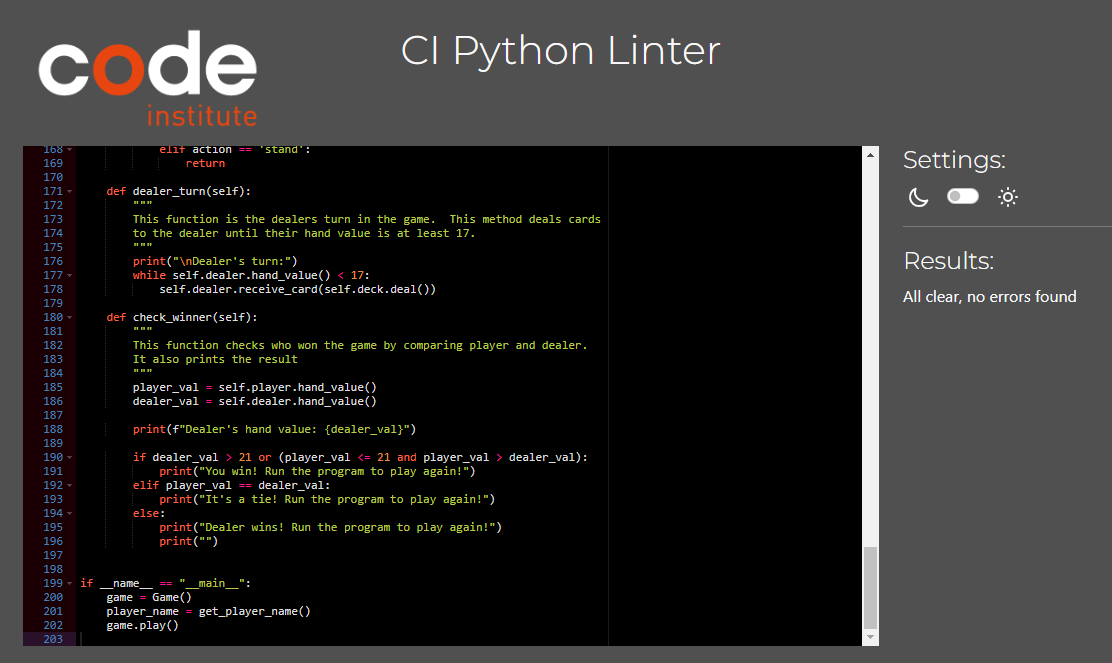 code
institute
CI Python Linter
168 elif action == 'stand':
169 return
170
171 def dealer_turn(self):
172 """
173 This function is the dealers turn in the game.  This method deals cards
174 to the dealer until their hand value is at least 17.
175 """
176 print("\nDealer's turn:")
177 while self.dealer.hand_value() < 17:
178 self.dealer.receive_card(self.deck.deal())
179
180 def check_winner(self):
181 """
182 This function checks who won the game by comparing player and dealer.
183 It also prints the result
184 """
185 player_val = self.player.hand_value()
186 dealer_val = self.dealer.hand_value()
187
188 print(f"Dealer's hand value: {dealer_val}")
189
190 if dealer_val > 21 or (player_val <= 21 and player_val > dealer_val):
191 print("You win! Run the program to play again!")
192 elif player_val == dealer_val:
193 print("It's a tie! Run the program to play again!")
194 else:
195 print("Dealer wins! Run the program to play again!")
196 print("")
197
198
199 if __name__ == "__main__":
200 game = Game()
201 player_name = get_player_name()
202 game.play()
203
Settings:
Results:
All clear, no errors found